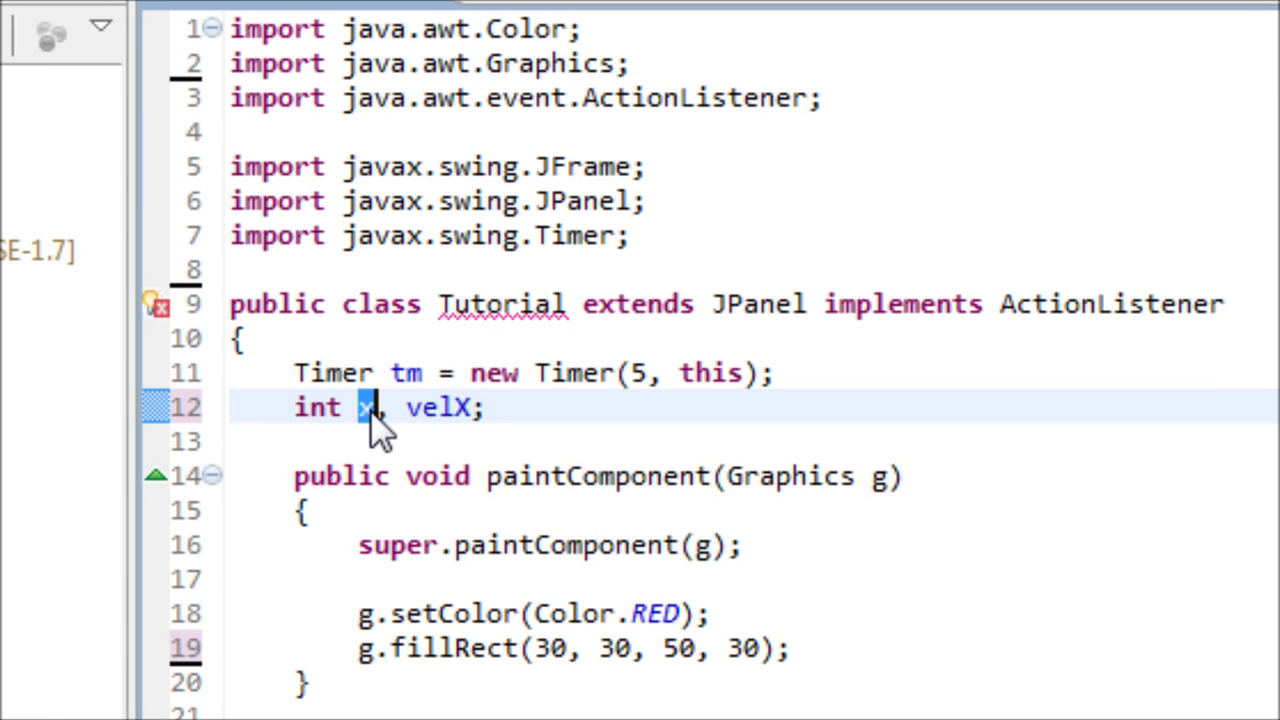 1 import java.awt.Color;
2 import java.awt.Graphics;
3 import java.awt.event.ActionListener;
4
5 import javax.swing.JFrame;
6 import javax.swing.JPanel;
7 import javax.swing.Timer;
8
SE-1.7]
9 public class Tutorial extends JPanel implements ActionListener
10 {
11 Timer tm = new Timer(5, this);
12 int x, velX;
13
14 public void paintComponent(Graphics g)
15 {
16 super.paintComponent(g);
17
18 g.setColor(Color.RED);
19 g.fillRect(30, 30, 50, 30);
20 }
21